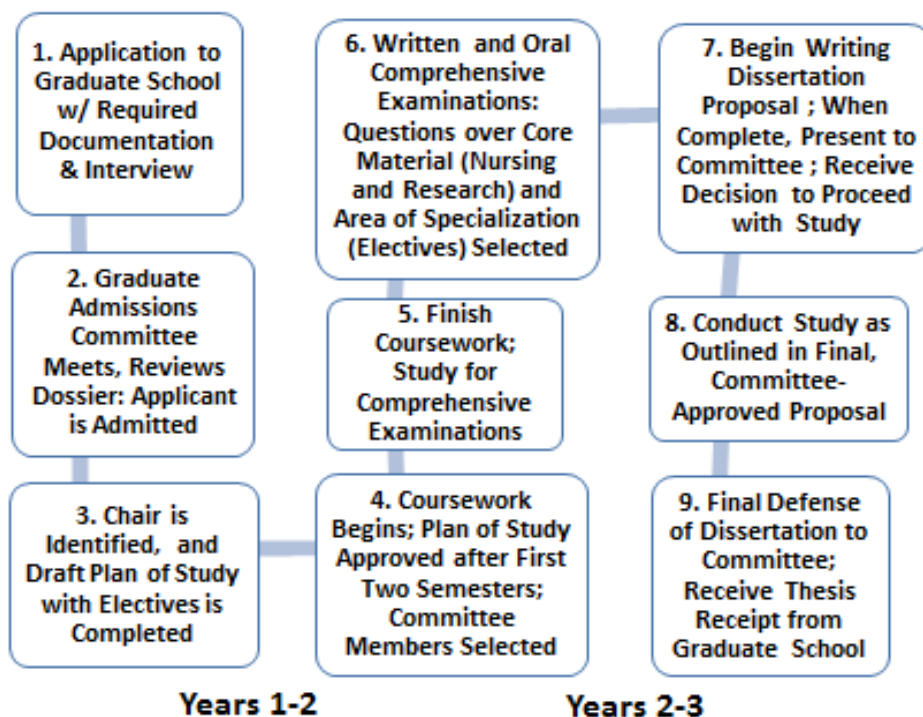 1. Application to
Graduate School
w/ Required
Documentation
& Interview
2. Graduate
Admissions
Committee
Meets, Reviews
Dossier: Applicant
is Admitted
3. Chair is
Identified, and
Draft Plan of Study
with Electives is
Completed
4. Coursework
Begins; Plan of Study
Approved after First
Two Semesters;
Committee
Members Selected
5. Finish
Coursework;
Study for
Comprehensive
Examinations
6. Written and Oral
Comprehensive
Examinations:
Questions over Core
Material (Nursing
and Research) and
Area of Specialization
(Electives) Selected
7. Begin Writing
Dissertation
Proposal ; When
Complete, Present to
Committee ; Receive
Decision to Proceed
with Study
8. Conduct Study as
Outlined in Final,
Committee-
Approved Proposal
9. Final Defense
of Dissertation to
Committee;
Receive Thesis
Receipt from
Graduate School
Years 1-2
Years 2-3